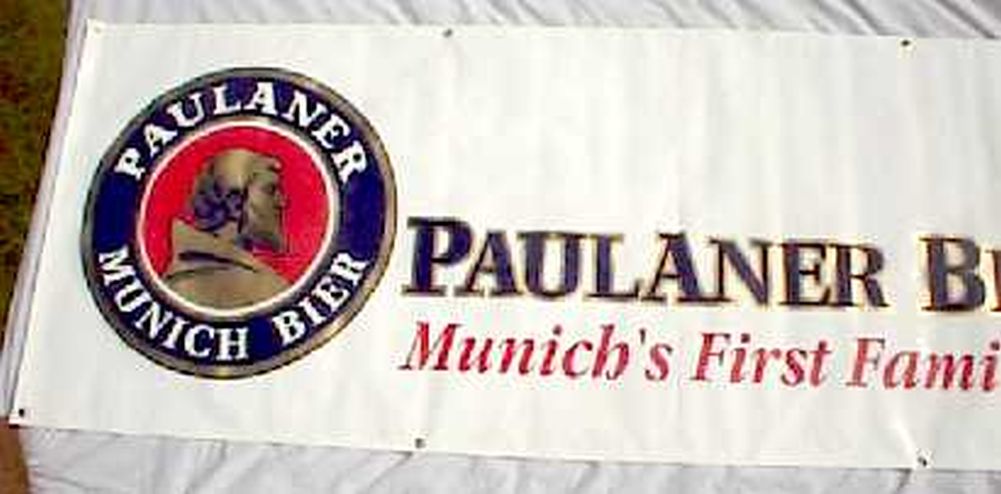 PAULANER
MUNICH BIER
PAULANER
Munich's First